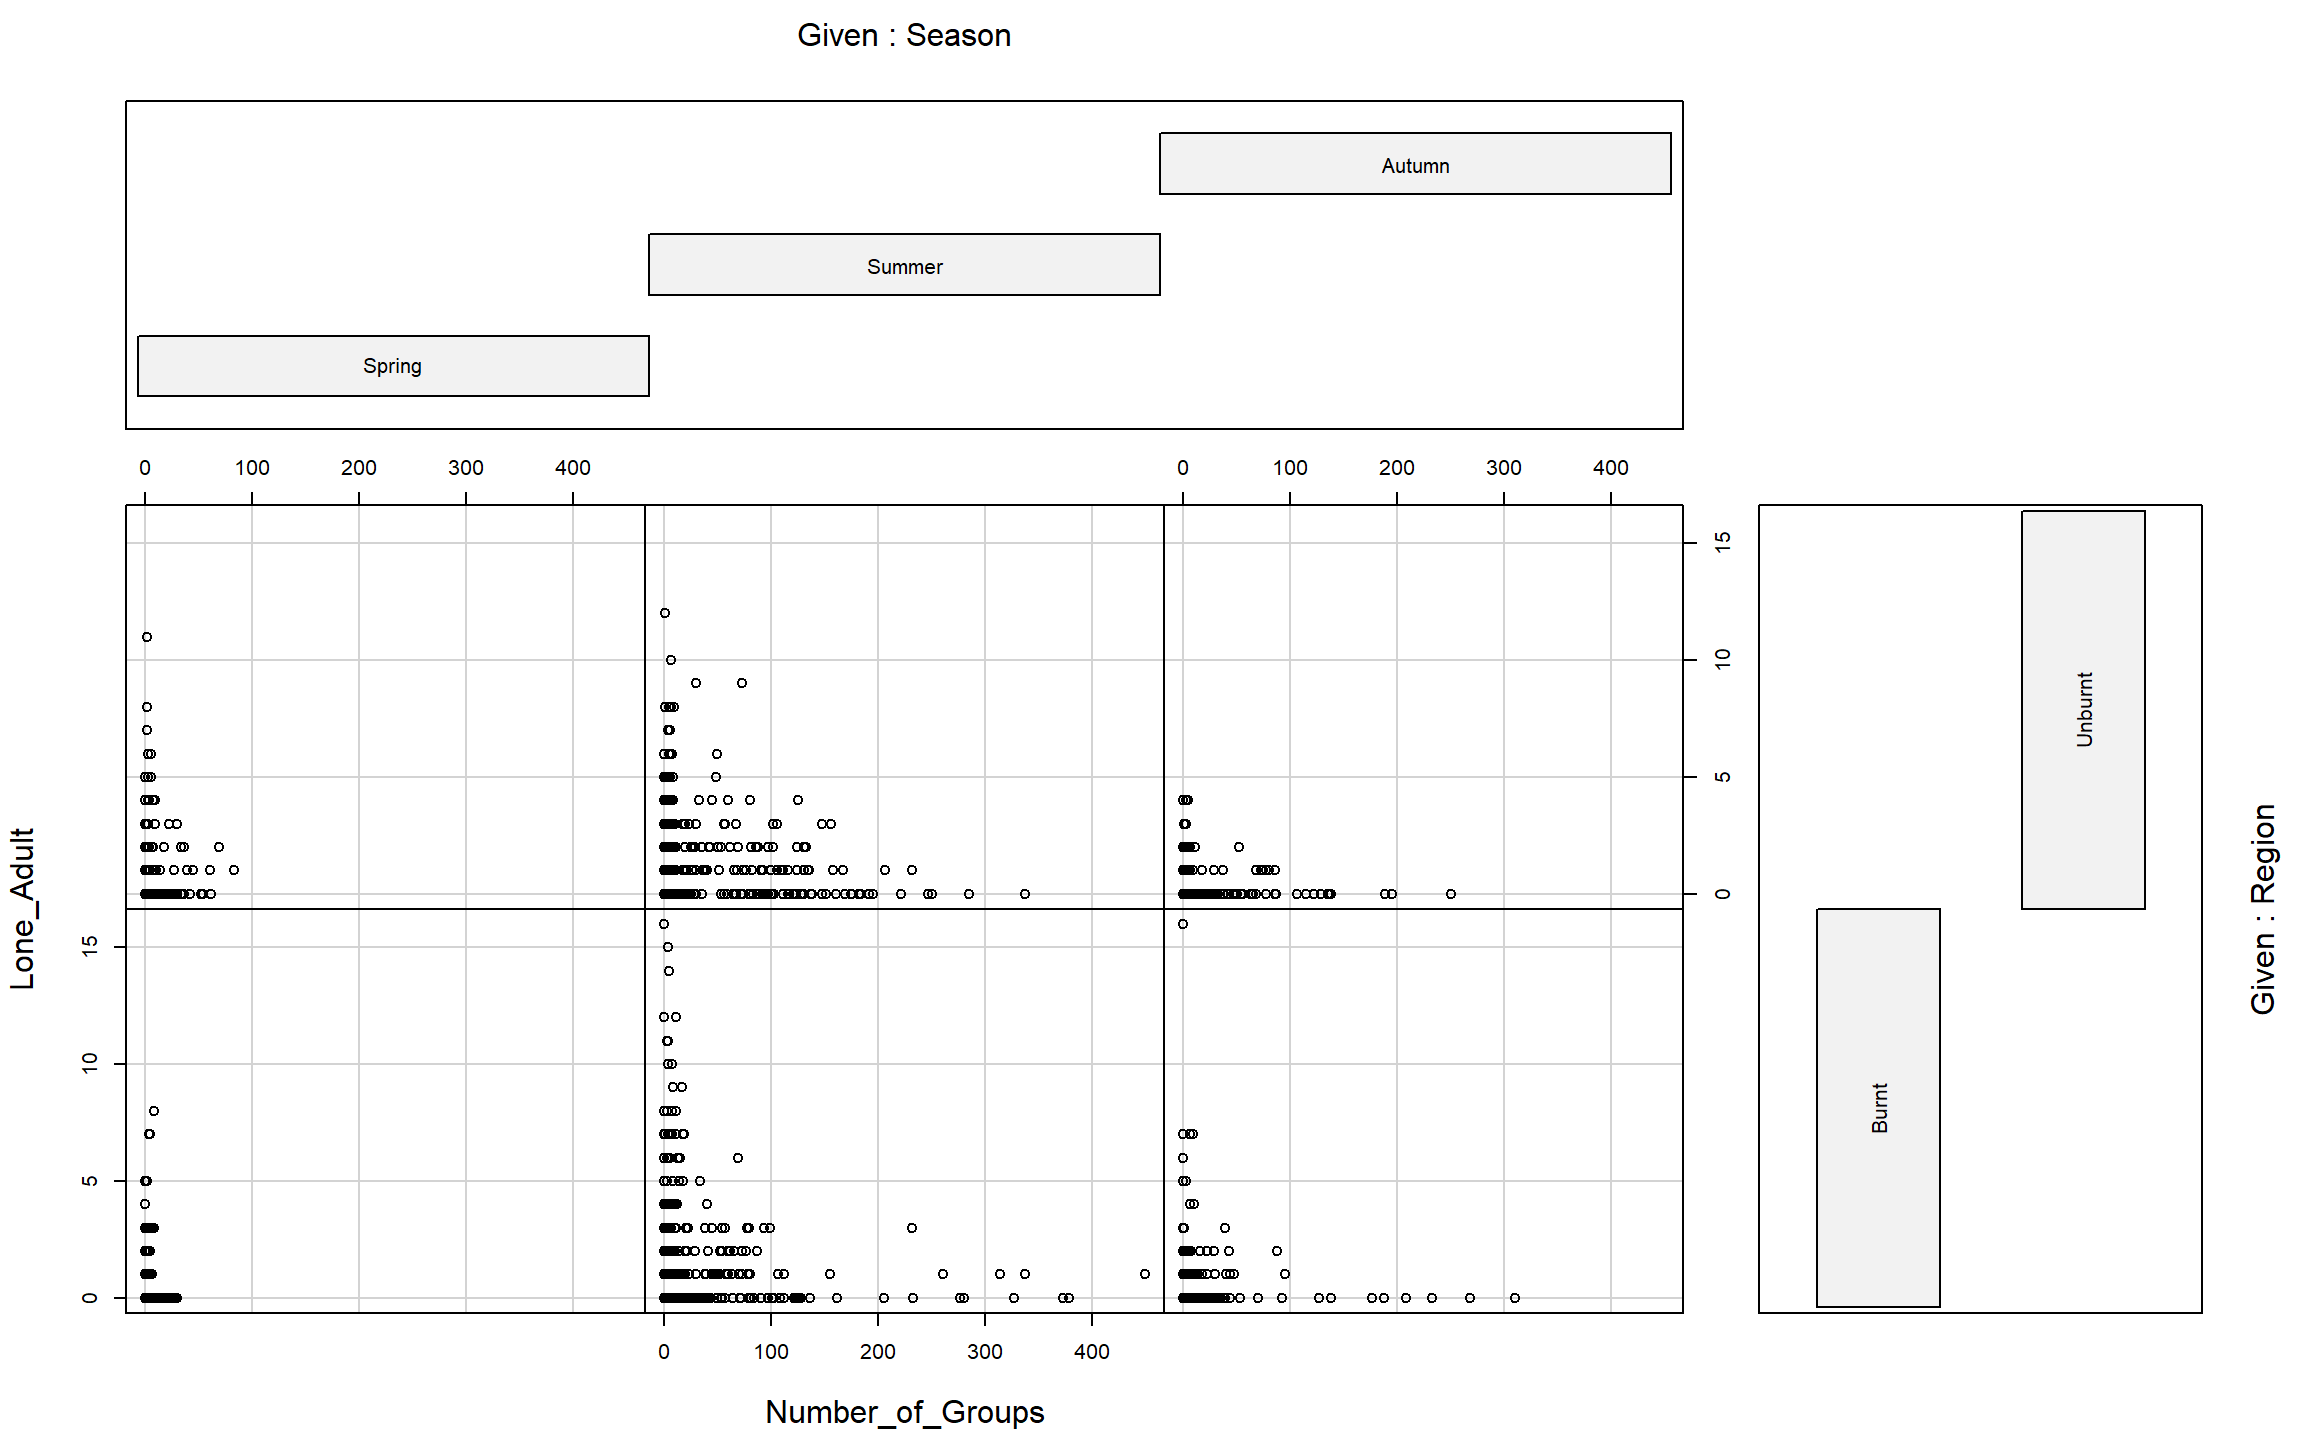 Given : Season
Autumn
Summer
Spring
0 100 200 300 400
0 100 200 300 400
15
10
5
0
Lone_Adult
15
10
5
0
0 100 200 300 400
Number_of_Groups
Unburnt
Burnt
Given : Region